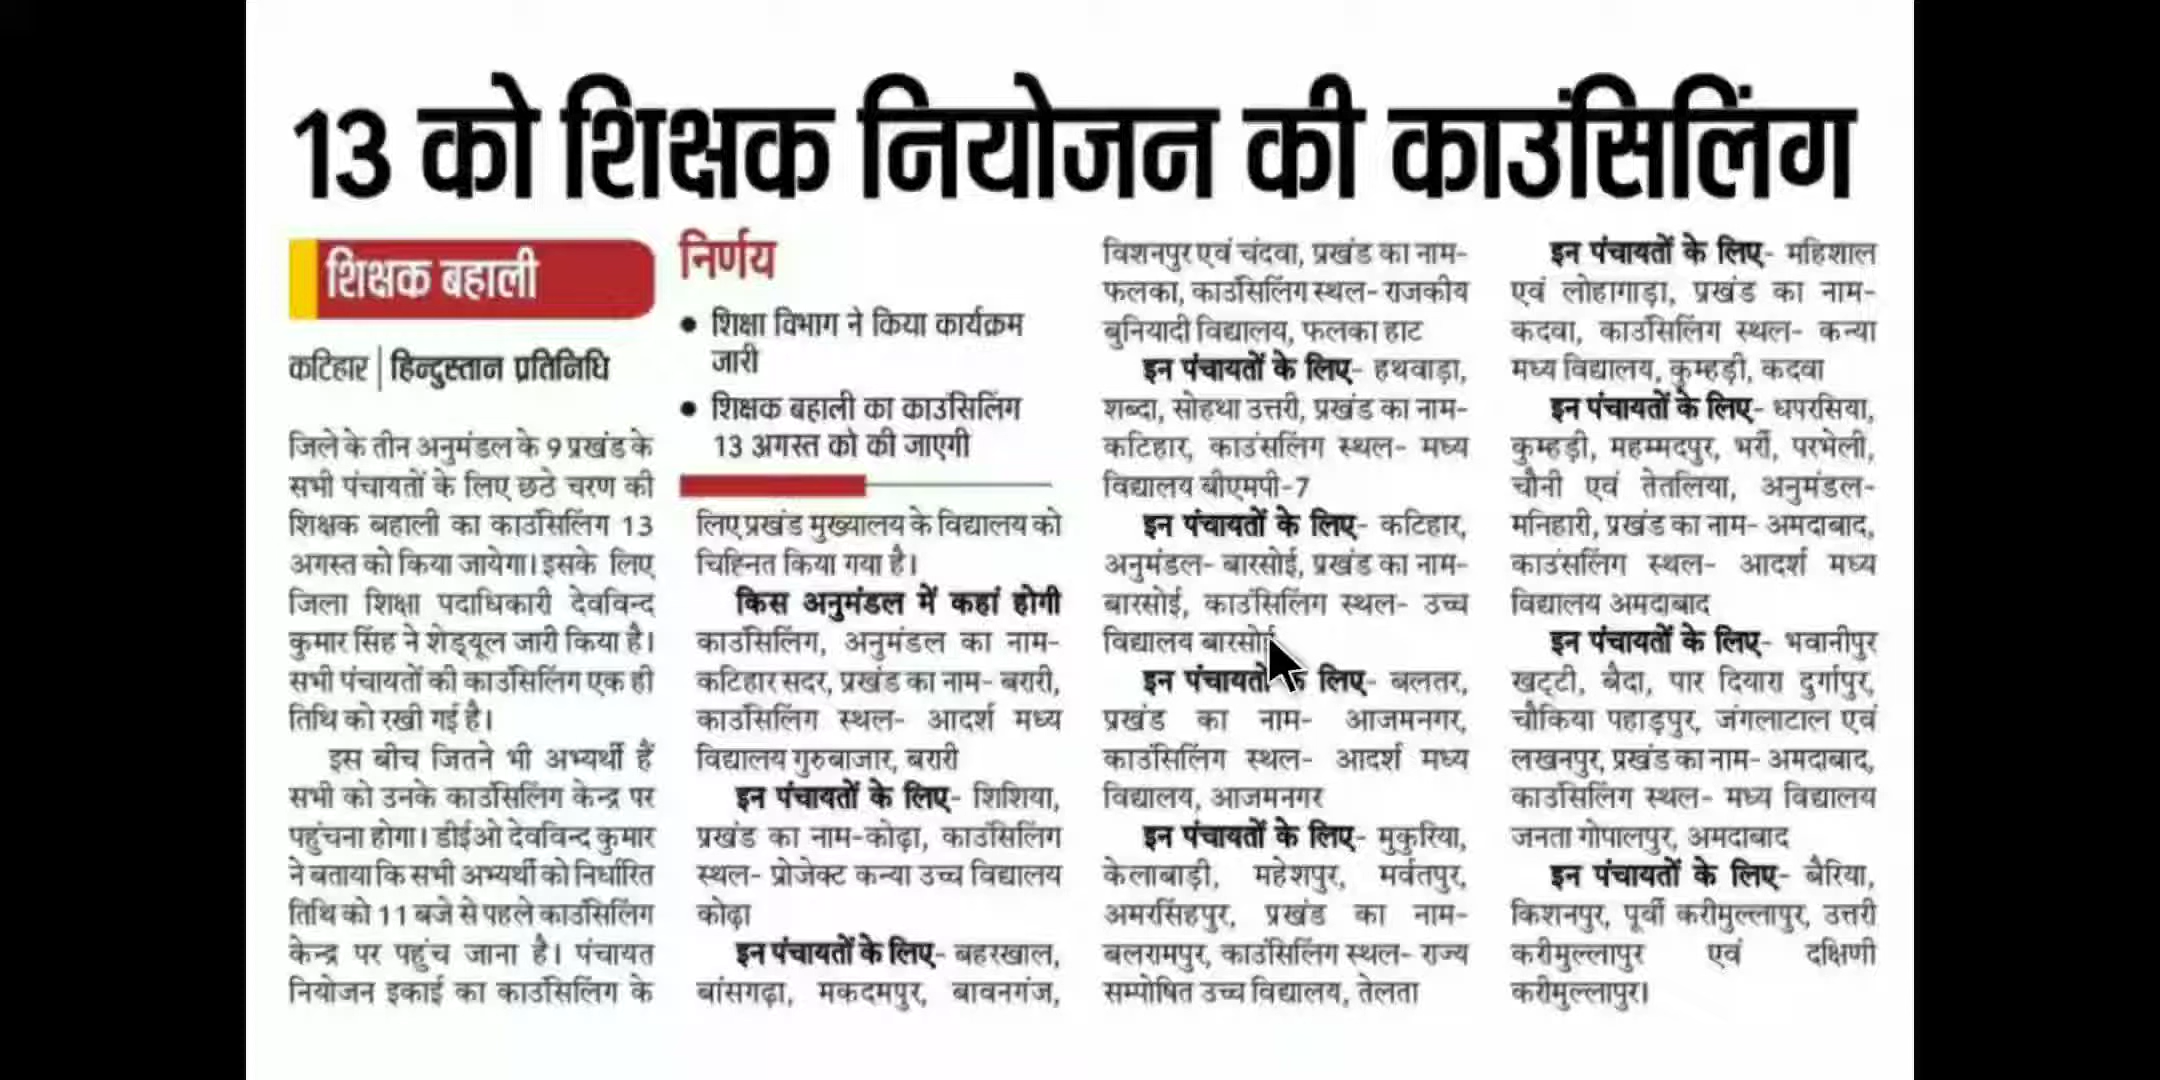 13 को शिक्षक नियोजन की काउंसिलिंग
शिक्षक बहाली
कटिहार | हिन्दुस्तान प्रतिनिधि
जिले के तीन अनुमंडल के 9 प्रखंड के
सभी पंचायतों के लिए छठे चरण की
शिक्षक बहाली का काउंसिलिंग 13
अगस्त को किया जायेगा। इसके लिए
जिला शिक्षा पदाधिकारी देवविन्द
कुमार सिंह ने शेड्यूल जारी किया है।
सभी पंचायतों की काउंसिलिंग एक ही
तिथि को रखी गई है।
इस बीच जितने भी अभ्यर्थी हैं
सभी को उनके काउंसिलिंग केन्द्र पर
पहुंचना होगा। डीईओ देवविन्द कुमार
ने बताया कि सभी अभ्यर्थी को निर्धारित
तिथि को 11 बजे से पहले काउंसिलिंग
केन्द्र पर पहुंच जाना है। पंचायत
नियोजन इकाई का काउंसिलिंग के
निर्णय
● शिक्षा विभाग ने किया कार्यक्रम
जारी
● शिक्षक बहाली का काउंसिलिंग
13 अगस्त को की जाएगी
लिए प्रखंड मुख्यालय के विद्यालय को
चिह्नित किया गया है।
किस अनुमंडल में कहां होगी
काउंसिलिंग, अनुमंडल का नाम-
कटिहार सदर, प्रखंड का नाम- बरारी,
काउंसिलिंग स्थल- आदर्श मध्य
विद्यालय गुरुबाजार, बरारी
इन पंचायतों के लिए- शिशिया,
प्रखंड का नाम-कोढ़ा, काउंसिलिंग
स्थल- प्रोजेक्ट कन्या उच्च विद्यालय
कोढ़ा
इन पंचायतों के लिए- बहरखाल,
बांसगढ़ा, मकदमपुर, बावनगंज,
विशनपुर एवं चंदवा, प्रखंड का नाम-
फलका, काउंसिलिंग स्थल- राजकीय
बुनियादी विद्यालय, फलका हाट
इन पंचायतों के लिए- हथवाड़ा,
शब्दा, सोहथा उत्तरी, प्रखंड का नाम-
कटिहार, काउंसलिंग स्थल- मध्य
विद्यालय बीएमपी-7
इन पंचायतों के लिए- कटिहार,
अनुमंडल- बारसोई, प्रखंड का नाम-
बारसोई, काउंसिलिंग स्थल- उच्च
विद्यालय बारसोई
इन पंचायतों के लिए- बलतर,
प्रखंड का नाम- आजमनगर,
काउंसिलिंग स्थल- आदर्श मध्य
विद्यालय, आजमनगर
इन पंचायतों के लिए- मुकुरिया,
केलाबाड़ी, महेशपुर, मर्वतपुर,
अमरसिंहपुर, प्रखंड का नाम-
बलरामपुर, काउंसिलिंग स्थल- राज्य
सम्पोषित उच्च विद्यालय, तेलता
इन पंचायतों के लिए- महिशाल
एवं लोहागाड़ा, प्रखंड का नाम-
कदवा, काउंसिलिंग स्थल- कन्या
मध्य विद्यालय, कुम्हड़ी, कदवा
इन पंचायतों के लिए- धपरसिया,
कुम्हड़ी, महम्मदपुर, भर्री, परभेली,
चौनी एवं तेतलिया, अनुमंडल-
मनिहारी, प्रखंड का नाम- अमदाबाद,
काउंसलिंग स्थल- आदर्श मध्य
विद्यालय अमदाबाद
इन पंचायतों के लिए- भवानीपुर
खट्टी, बैदा, पार दियारा दुर्गापुर,
चौकिया पहाड़पुर, जंगलाटाल एवं
लखनपुर, प्रखंड का नाम- अमदाबाद,
काउंसिलिंग स्थल- मध्य विद्यालय
जनता गोपालपुर, अमदाबाद
इन पंचायतों के लिए- बैरिया,
किशनपुर, पूर्वी करीमुल्लापुर, उत्तरी
करीमुल्लापुर एवं दक्षिणी
करीमुल्लापुर।